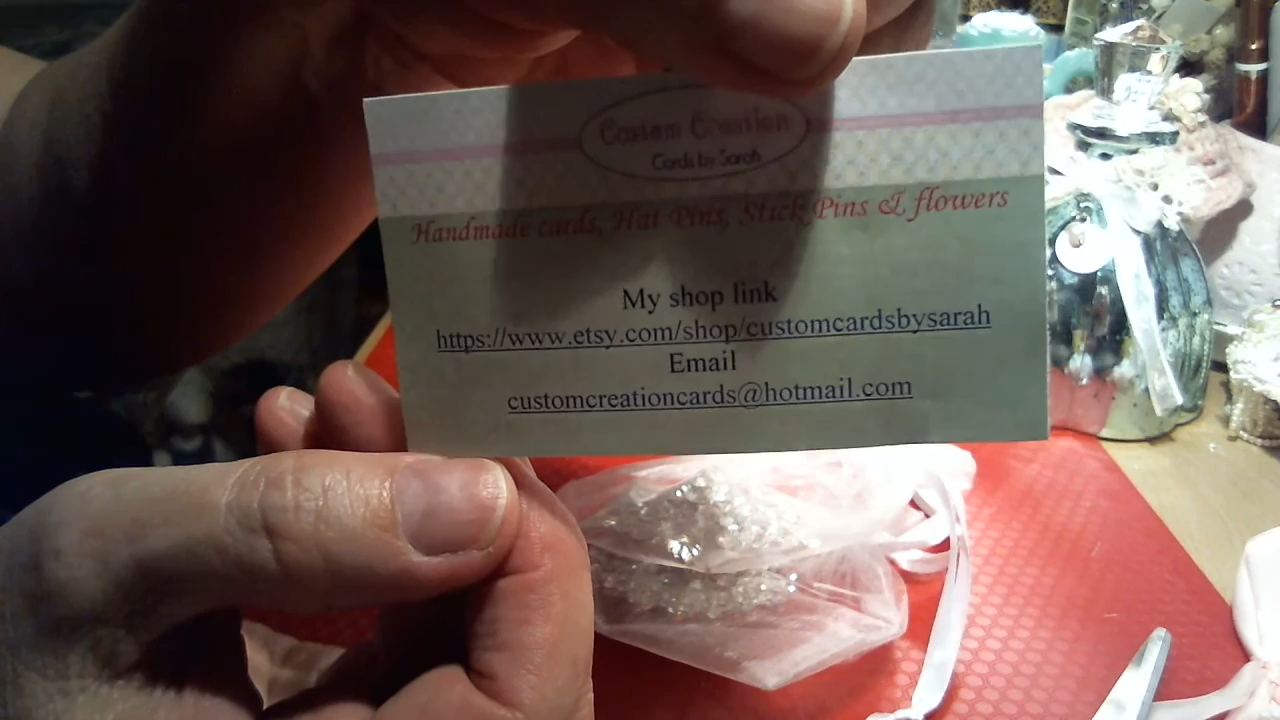 Custom Creation
Cards by Sarah
Handmade cards, Hat Pins, Stick Pins & flowers
My shop link
https://www.etsy.com/shop/customcardsbysarah
Email
customcreationcards@hotmail.com